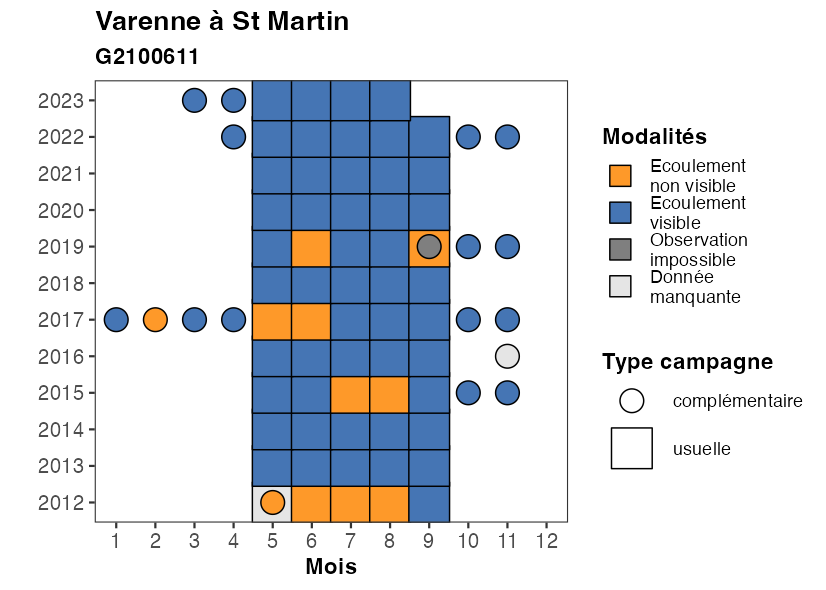 Varenne à St Martin
G2100611
2023
2022
2021
2020
2019
2018
2017
2016
2015
2014
2013
2012
1 2 3 4 5 6 7 8 9 10 11 12
Mois
Modalités
Ecoulement
non visible
Ecoulement
visible
Observation
impossible
Donnée
manquante
Type campagne
complémentaire
usuelle